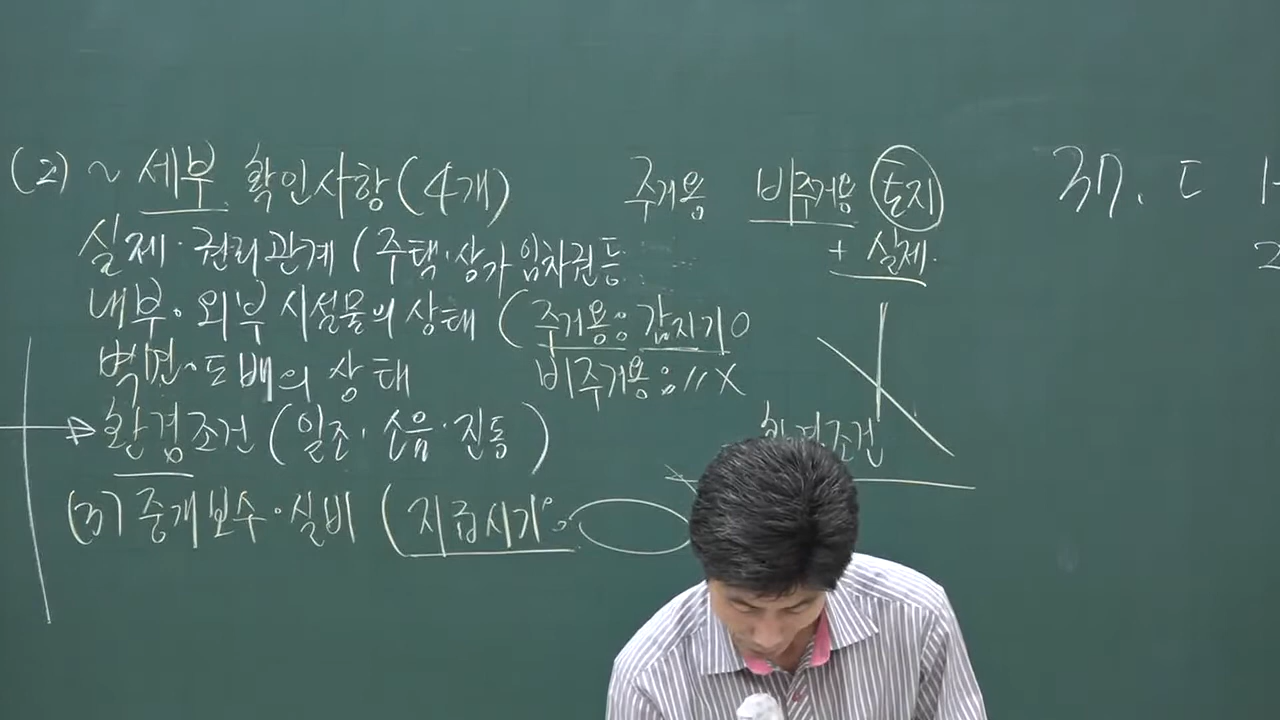 (2) ~ 세부 확인사항(4개)
실제·권리관계 (주택·상가임차권등
내부·외부시설물의 상태 (주거용:감지기O
비주거용:〃X
벽면·도배의 상태
환경조건 (일조·소음·진동)
(3) 중개보수·실비 (지급시기:
주거용 비주거용 토지
+ 실제
환경조건
37. ㄷ 1
2